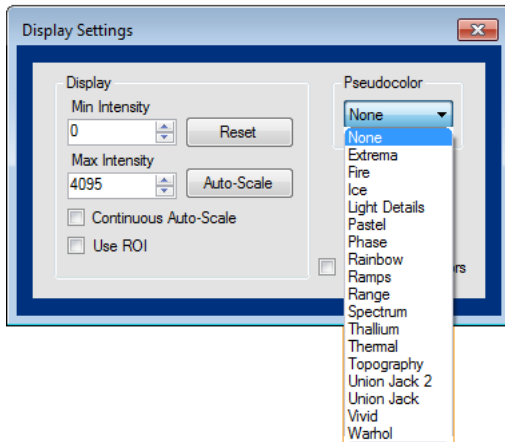 Display Settings
Display
Min Intensity
0
Reset
Max Intensity
4095
Auto-Scale
Continuous Auto-Scale
Use ROI
Pseudocolor
None
None
Extrema
Fire
Ice
Light Details
Pastel
Phase
Rainbow
Ramps
Range
Spectrum
Thallium
Thermal
Topography
Union Jack 2
Union Jack
Vivid
Warhol